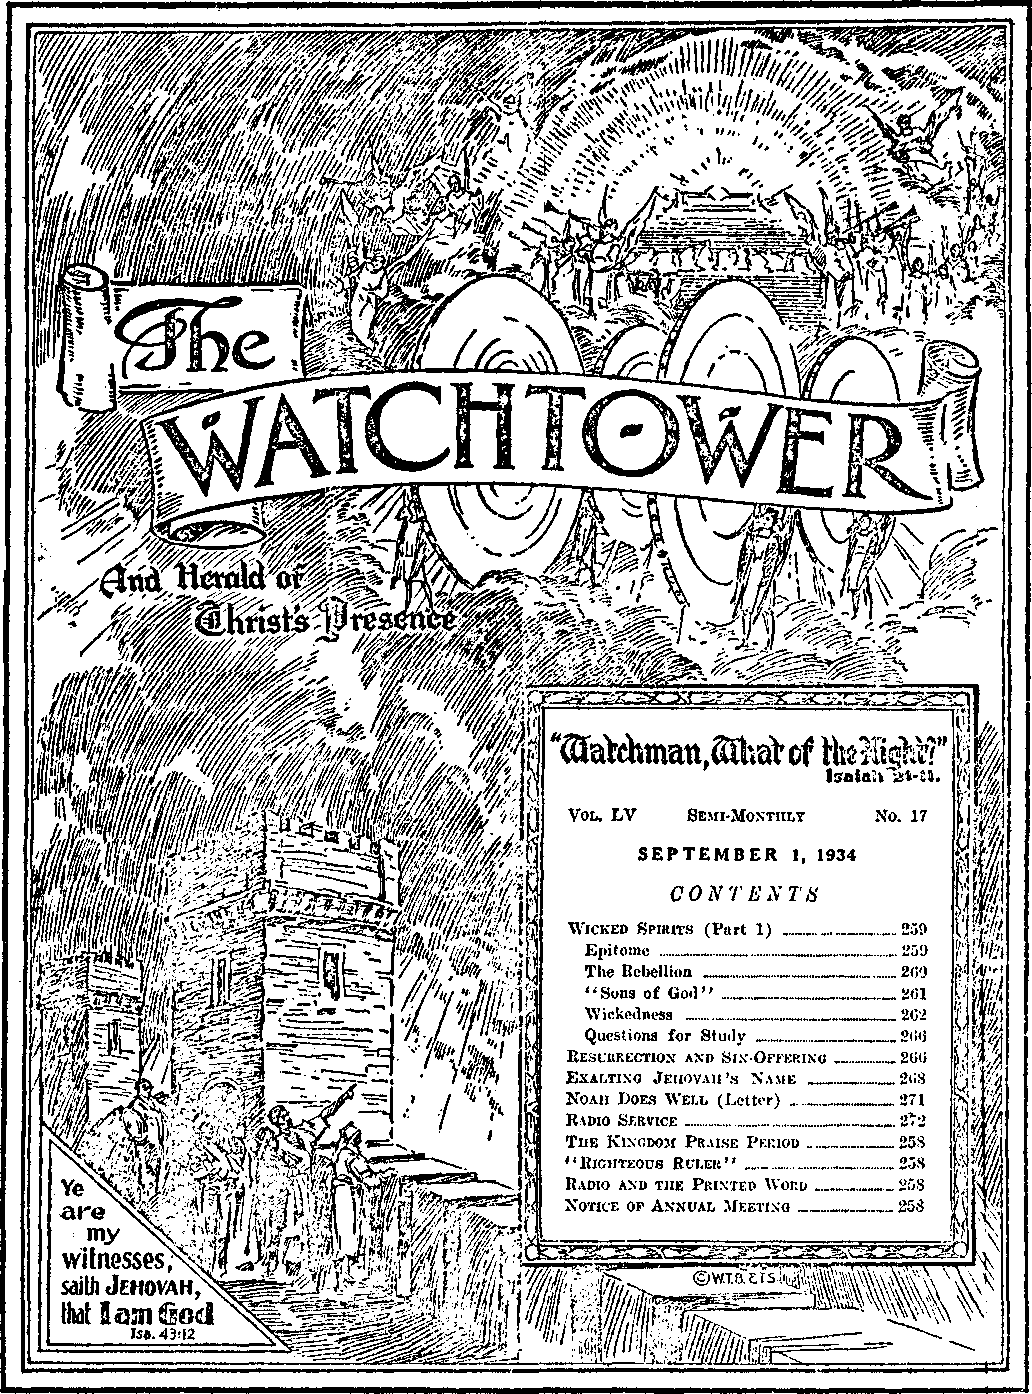 The
WATCHTOWER
And Herald of
Christ's Presence
"Watchman, What of the Night?"
Isaiah 21-11.
VOL. LV SEMI-MONTHLY No. 17
SEPTEMBER 1, 1934
CONTENTS
WICKED SPIRITS (Part 1) 259
Epitome 259
The Rebellion 260
"Sons of God" 261
Wickedness 262
Questions for Study 266
RESURRECTION AND SIN-OFFERING 266
EXALTING JEHOVAH'S NAME 268
NOAH DOES WELL (Letter) 271
RADIO SERVICE 272
THE KINGDOM PRAISE PERIOD 258
"RIGHTEOUS RULER" 258
RADIO AND THE PRINTED WORD 258
NOTICE OF ANNUAL MEETING 258
Ye
are
my
witnesses,
saith JEHOVAH,
that I am God
Isa. 43:12
©W.T.B.&T.S.